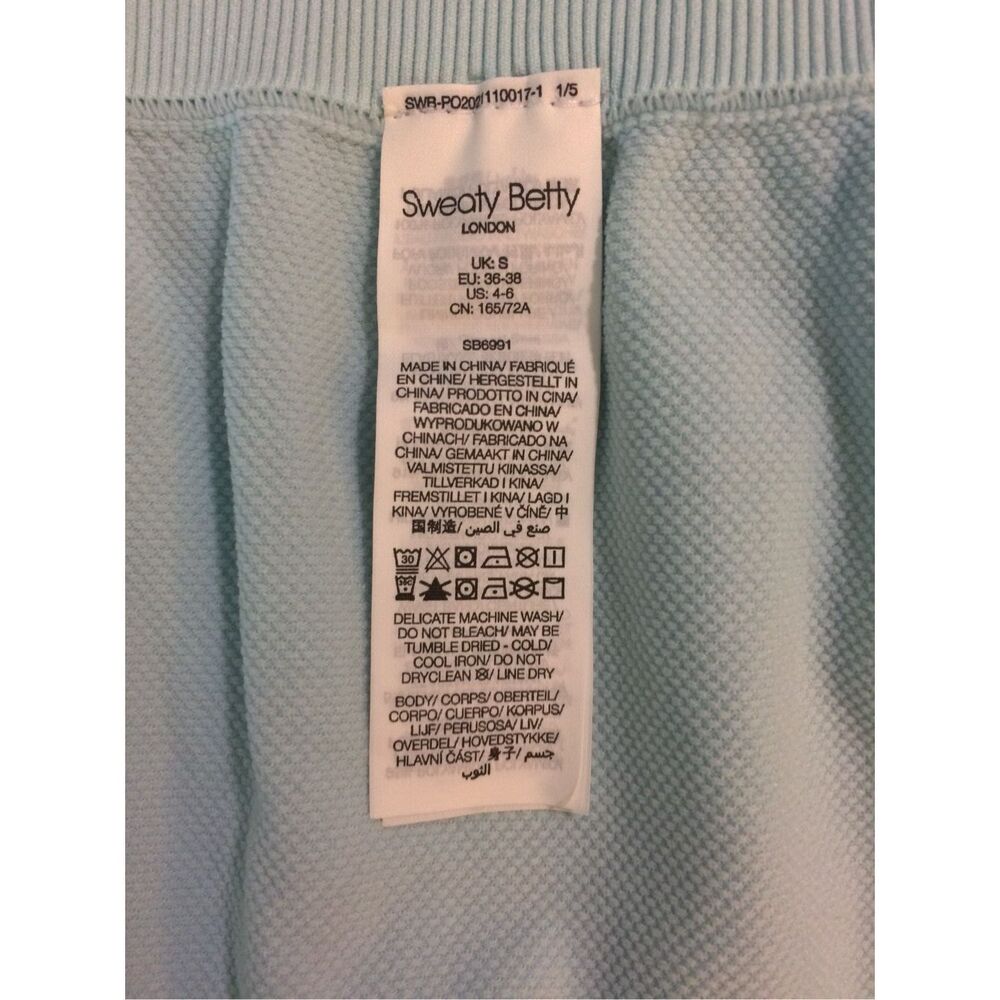 SWB-PO2021110017-1 1/5
Sweaty Betty
LONDON
UK: S
EU: 36-38
US: 4-6
CN: 165/72A
SB6991
MADE IN CHINA/ FABRIQUÉ
EN CHINE/ HERGESTELLT IN
CHINA/ PRODOTTO IN CINA/
FABRICADO EN CHINA/
WYPRODUKOWANO W
CHINACH/ FABRICADO NA
CHINA/ GEMAAKT IN CHINA/
VALMISTETTU KIINASSA/
TILLVERKAD I KINA/
FREMSTILLET I KINA/ LAGD I
KINA/ VYROBENÉ V ČÍNĚ/ 中
国制造/ صنع في الصين
30
DELICATE MACHINE WASH/
DO NOT BLEACH/ MAY BE
TUMBLE DRIED - COLD/
COOL IRON/ DO NOT
DRYCLEAN / LINE DRY
BODY/ CORPS/ OBERTEIL/
CORPO/ CUERPO/ KORPUS/
LIJF/ PERUSOSA/ LIV/
OVERDEL/ HOVEDSTYKKE/
HLAVNÍ ČÁST/ 身子/ جسم
الثوب